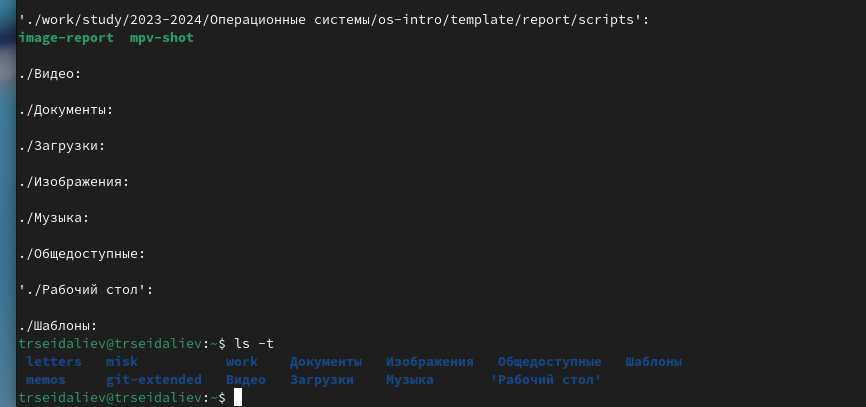 './work/study/2023-2024/Операционные системы/os-intro/template/report/scripts':
image-report  mpv-shot
./Видео:
./Документы:
./Загрузки:
./Изображения:
./Музыка:
./Общедоступные:
'./Рабочий стол':
./Шаблоны:
trseidaliev@trseidaliev:~$ ls -t
letters  misk  work  Документы  Изображения  Общедоступные  Шаблоны
memos  git-extended  Видео  Загрузки  Музыка  'Рабочий стол'
trseidaliev@trseidaliev:~$